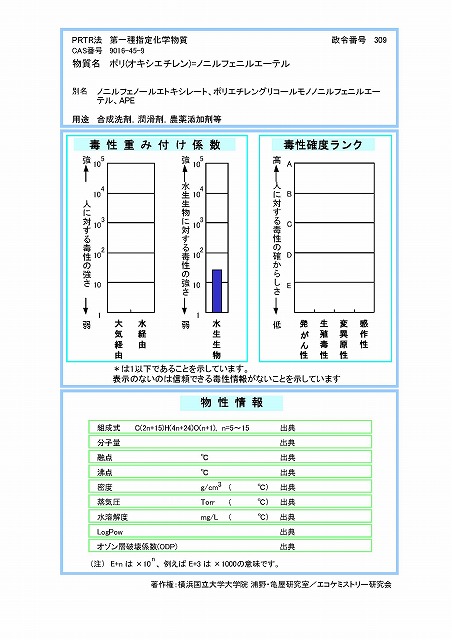 PRTR法 第一種指定化学物質 政令番号 309
CAS番号 9016-45-9
物質名 ポリ(オキシエチレン)=ノニルフェニルエーテル
別名 ノニルフェノールエトキシレート、ポリエチレングリコールモノノニルフェニルエー
テル、APE
用途 合成洗剤，潤滑剤，農薬添加剤等
毒性重み付け係数
強
人に対する毒性の強さ
弱
10^5
10^4
10^3
10^2
10
1
大気経由
水経由
強
水生生物に対する毒性の強さ
弱
10^5
10^4
10^3
10^2
10
1
水生生物
毒性確度ランク
高
人に対する毒性の確からしさ
低
A
B
C
D
E
発がん性
生殖毒性
変異原性
感作性
＊は1以下であることを示しています。
表示のないのは信頼できる毒性情報がないことを示しています
物性情報
組成式 C(2n+15)H(4n+24)O(n+1)，n=5～15 出典
分子量 出典
融点 ℃ 出典
沸点 ℃ 出典
密度 g/cm³ ( ℃) 出典
蒸気圧 Torr ( ℃) 出典
水溶解度 mg/L ( ℃) 出典
LogPow 出典
オゾン層破壊係数(ODP) 出典
(注) E+n は ×10^n、例えば E+3 は ×1000の意味です。
著作権:横浜国立大学大学院 浦野・亀屋研究室／エコケミストリー研究会